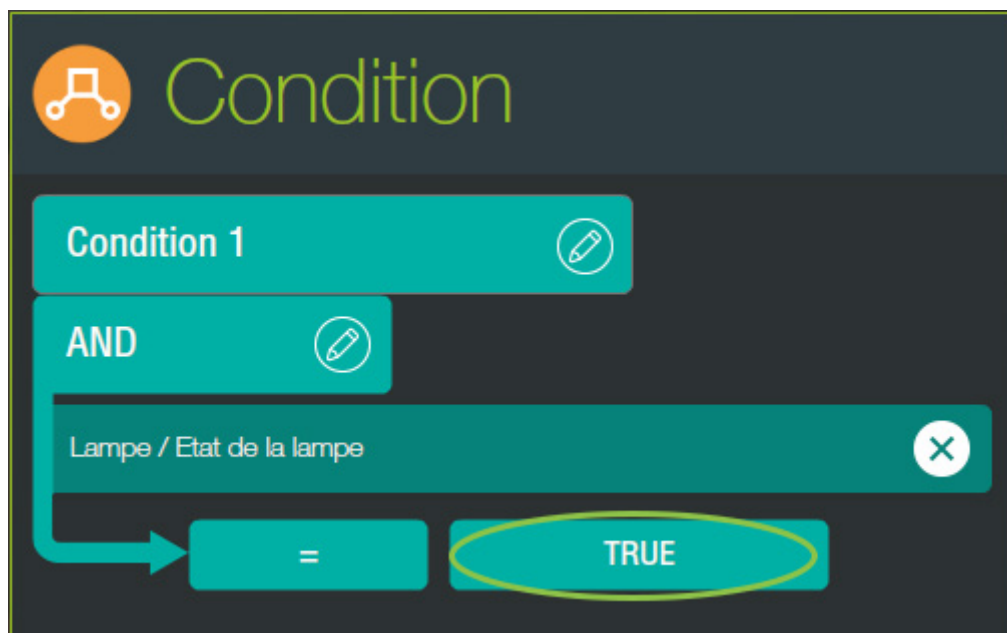 Condition
Condition 1
AND
Lampe / Etat de la lampe
= TRUE